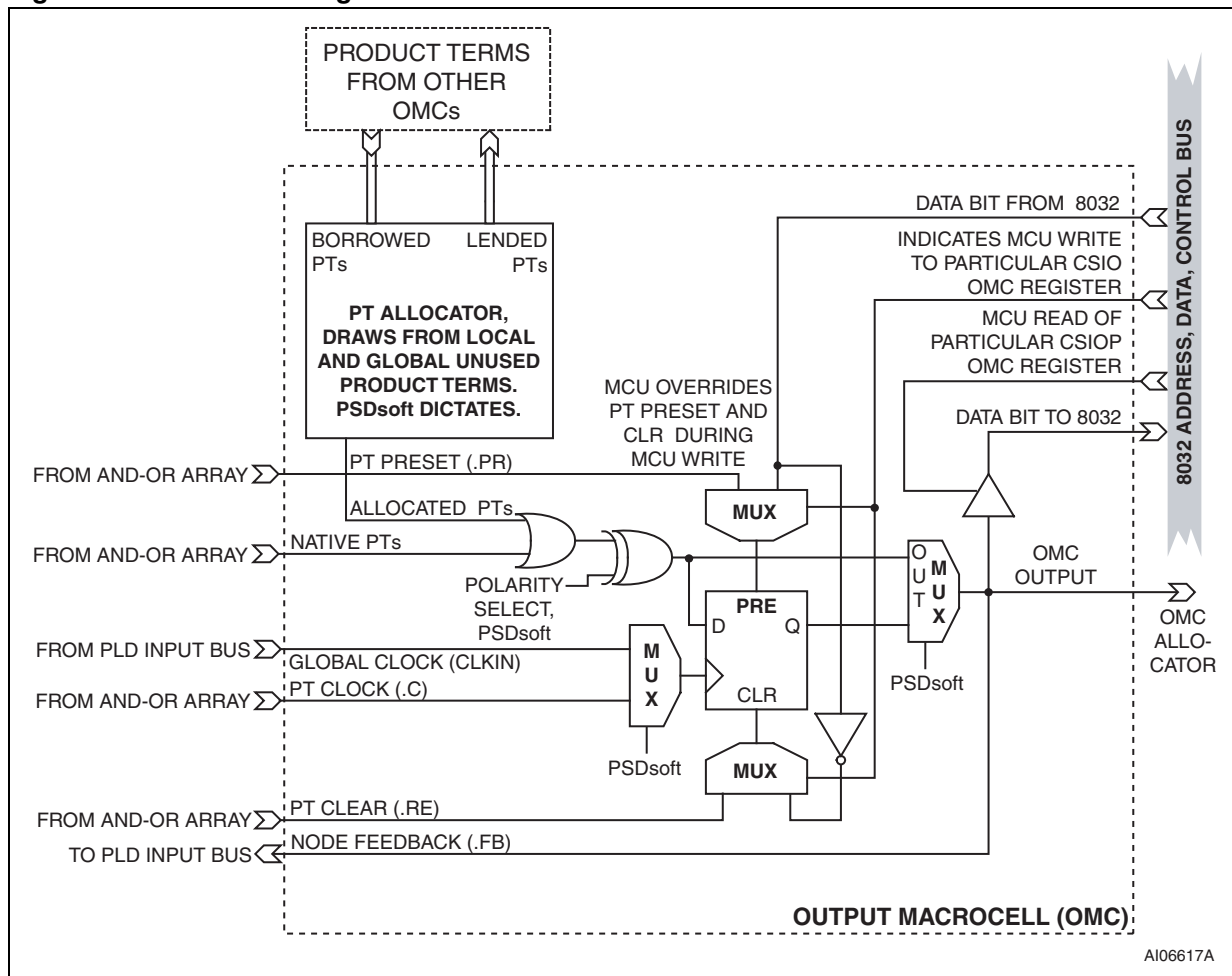 PRODUCT TERMS
FROM OTHER
OMCs
BORROWED
PTs
LENDED
PTs
PT ALLOCATOR,
DRAWS FROM LOCAL
AND GLOBAL UNUSED
PRODUCT TERMS.
PSDsoft DICTATES.
DATA BIT FROM 8032
INDICATES MCU WRITE
TO PARTICULAR CSIO
OMC REGISTER
MCU READ OF
PARTICULAR CSIOP
OMC REGISTER
DATA BIT TO 8032
8032 ADDRESS, DATA, CONTROL BUS
MCU OVERRIDES
PT PRESET AND
CLR DURING
MCU WRITE
FROM AND-OR ARRAY
PT PRESET (.PR)
ALLOCATED PTs
MUX
FROM AND-OR ARRAY
NATIVE PTs
POLARITY
SELECT,
PSDsoft
OUT
MUX
OMC
OUTPUT
PRE
D
Q
CLR
OMC
ALLO-
CATOR
FROM PLD INPUT BUS
GLOBAL CLOCK (CLKIN)
MUX
PSDsoft
FROM AND-OR ARRAY
PT CLOCK (.C)
PSDsoft
MUX
FROM AND-OR ARRAY
PT CLEAR (.RE)
TO PLD INPUT BUS
NODE FEEDBACK (.FB)
OUTPUT MACROCELL (OMC)
AI06617A